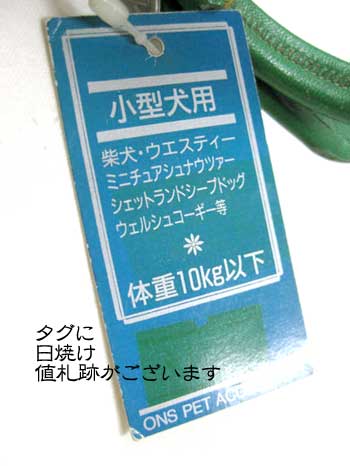 小型犬用
柴犬・ウエスティー
ミニチュアシュナウツァー
シェットランドシープドッグ
ウェルシュコーギー等
体重10kg以下
タグに
日焼け
値札跡がございます
ONS PET